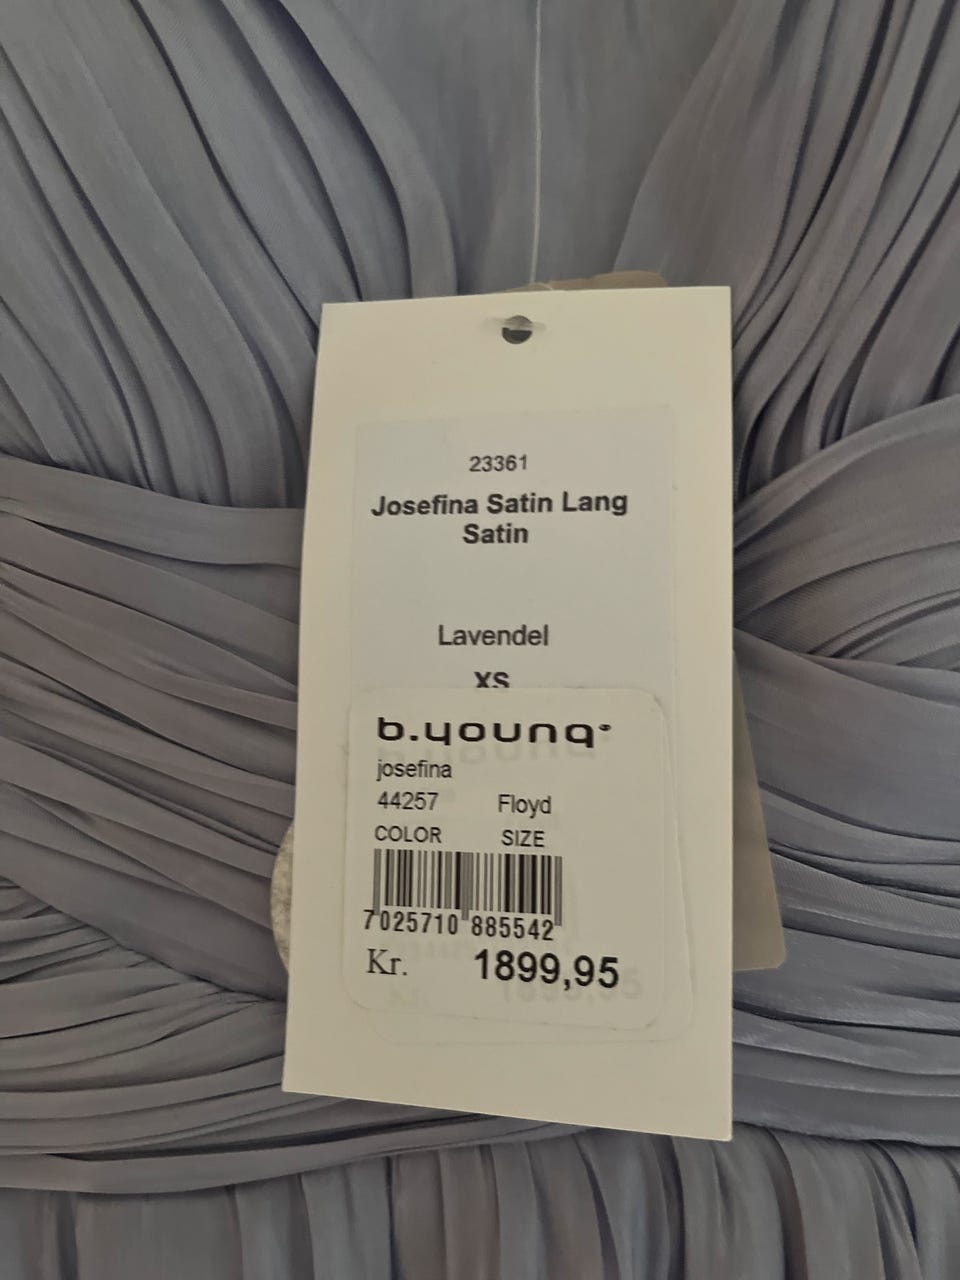 23361
Josefina Satin Lang
Satin
Lavendel
XS
b.young®
josefina
44257 Floyd
COLOR SIZE
7025710 885542
Kr. 1899,95